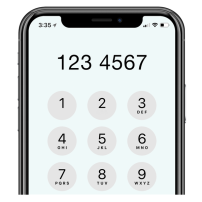 3:35
123 4567
1 2 3
DEF
4 5 6
GHI JKL MNO
7 8 9
PQRS TUV WXYZ